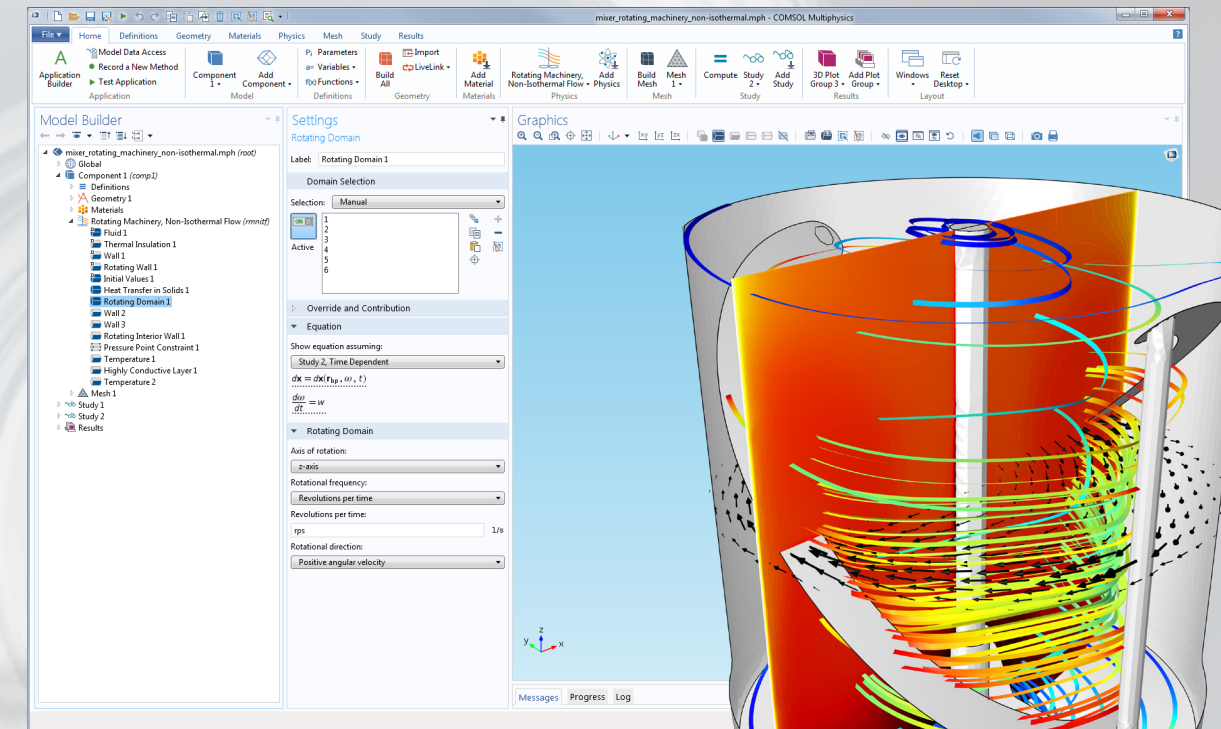 mixer_rotating_machinery_non-isothermal.mph - COMSOL Multiphysics
File Home Definitions Geometry Materials Physics Mesh Study Results
Application Builder
Model Data Access
Record a New Method
Test Application
Application
Component 1
Add Component
Model
Pi Parameters
a= Variables
f(x) Functions
Definitions
Build All
Import
LiveLink
Geometry
Add Material
Materials
Rotating Machinery, Non-Isothermal Flow
Add Physics
Physics
Build Mesh
Mesh 1
Mesh
Compute
Study 2
Add Study
Study
3D Plot Group 3
Add Plot Group
Results
Windows
Reset Desktop
Layout
Model Builder
mixer_rotating_machinery_non-isothermal.mph (root)
Global
Component 1 (comp1)
Definitions
Geometry 1
Materials
Rotating Machinery, Non-Isothermal Flow (rmnitf)
Fluid 1
Thermal Insulation 1
Wall 1
Rotating Wall 1
Initial Values 1
Heat Transfer in Solids 1
Rotating Domain 1
Wall 2
Wall 3
Rotating Interior Wall 1
Pressure Point Constraint 1
Temperature 1
Highly Conductive Layer 1
Temperature 2
Mesh 1
Study 1
Study 2
Results
Settings
Rotating Domain
Label: Rotating Domain 1
Domain Selection
Selection: Manual
ON
Active
1
2
3
4
5
6
Override and Contribution
Equation
Show equation assuming:
Study 2, Time Dependent
dx = dx(rbp, ω, t)
dω/dt = w
Rotating Domain
Axis of rotation:
z-axis
Rotational frequency:
Revolutions per time
Revolutions per time:
rps 1/s
Rotational direction:
Positive angular velocity
Graphics
xy yz zx
z
y x
Messages Progress Log